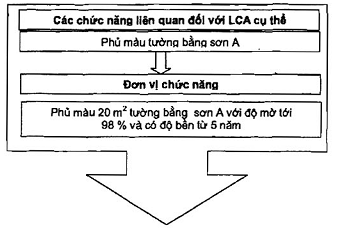 Các chức năng liên quan đối với LCA cụ thể
Phủ màu tường bằng sơn A
Đơn vị chức năng
Phủ màu 20 m² tường bằng sơn A với độ mờ tới
98 % và có độ bền từ 5 năm